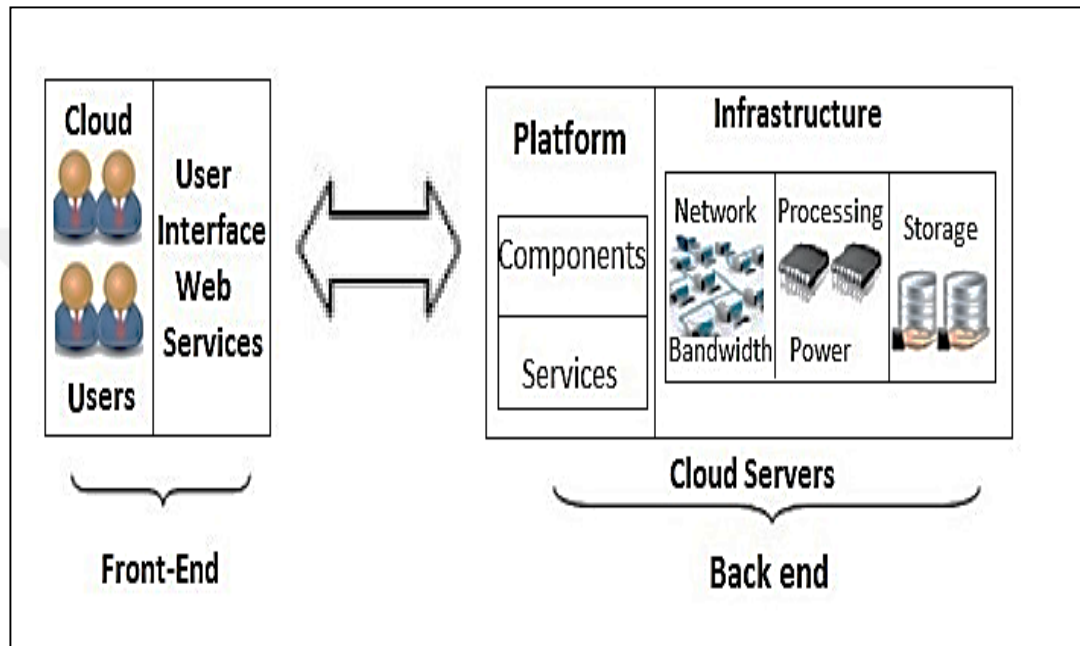 Cloud
Users
User
Interface
Web
Services
Front-End
Platform
Components
Services
Infrastructure
Network
Bandwidth
Processing
Power
Storage
Cloud Servers
Back end